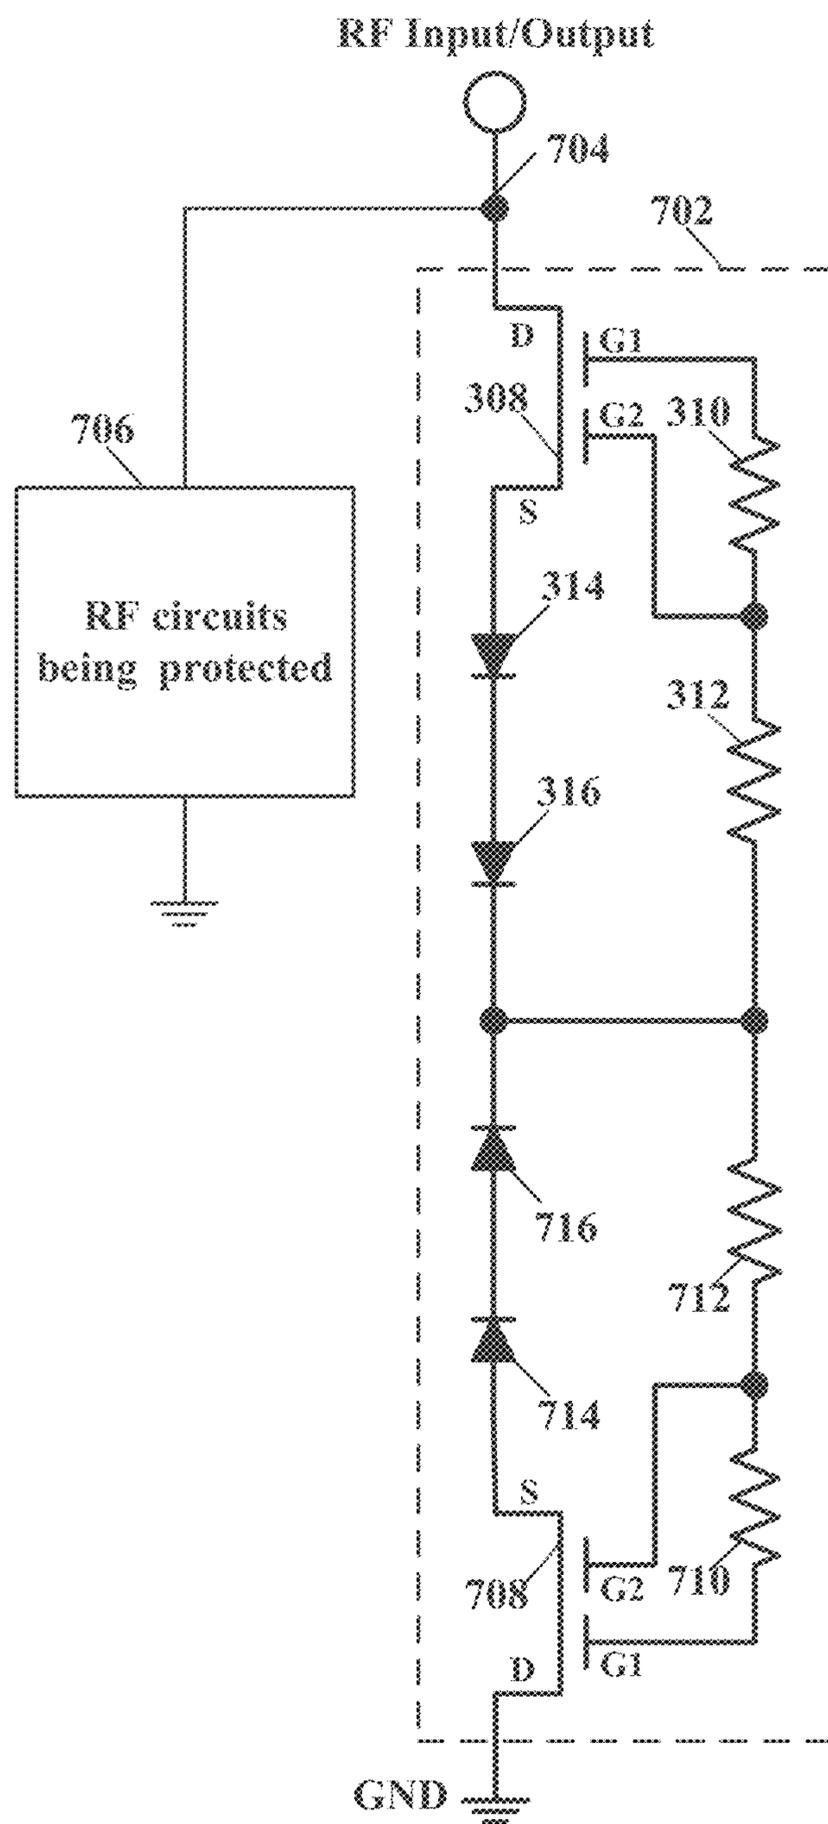 RF Input/Output
704
702
D
G1
308
G2
310
706
S
RF circuits
being protected
314
312
316
716
712
714
S
708
G2
710
D
G1
GND